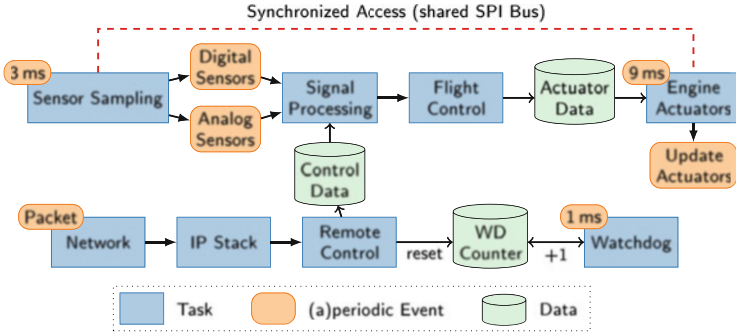 Synchronized Access (shared SPI Bus)
3 ms
Sensor Sampling
Digital
Sensors
Analog
Sensors
Signal
Processing
Flight
Control
Actuator
Data
9 ms
Engine
Actuators
Update
Actuators
Control
Data
Packet
Network
IP Stack
Remote
Control
reset
WD
Counter
+1
1 ms
Watchdog
Task
(a)periodic Event
Data